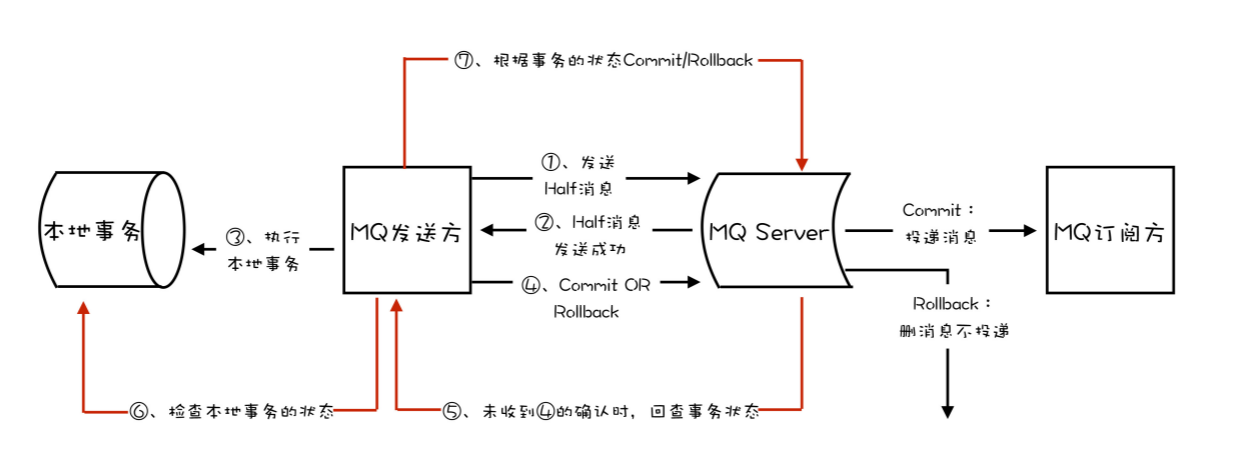 ⑦、根据事务的状态Commit/Rollback
①、发送
Half消息
本地事务
③、执行
本地事务
MQ发送方
②、Half消息
发送成功
MQ Server
Commit：
投递消息
MQ订阅方
④、Commit OR
Rollback
Rollback：
删消息不投递
⑥、检查本地事务的状态
⑤、未收到④的确认时，回查事务状态